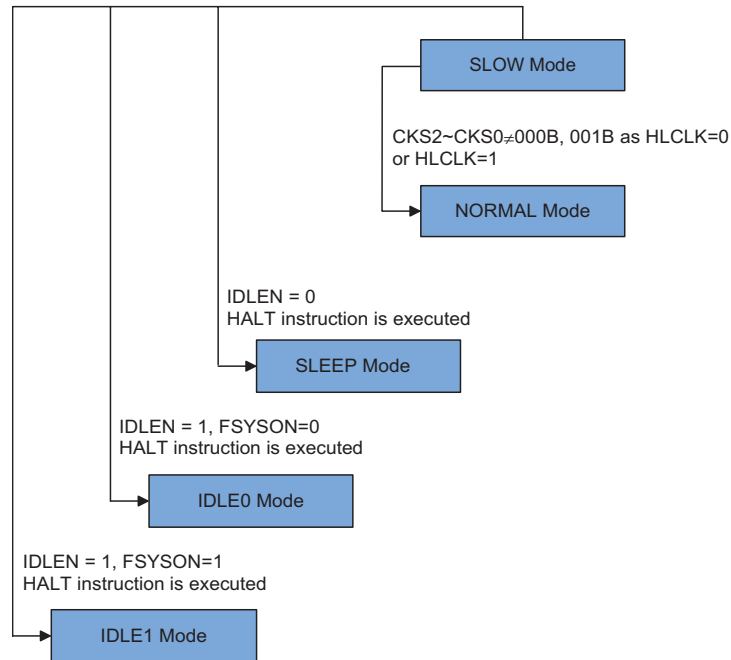 SLOW Mode
CKS2~CKS0≠000B, 001B as HLCLK=0
or HLCLK=1
NORMAL Mode
IDLEN = 0
HALT instruction is executed
SLEEP Mode
IDLEN = 1, FSYSON=0
HALT instruction is executed
IDLE0 Mode
IDLEN = 1, FSYSON=1
HALT instruction is executed
IDLE1 Mode